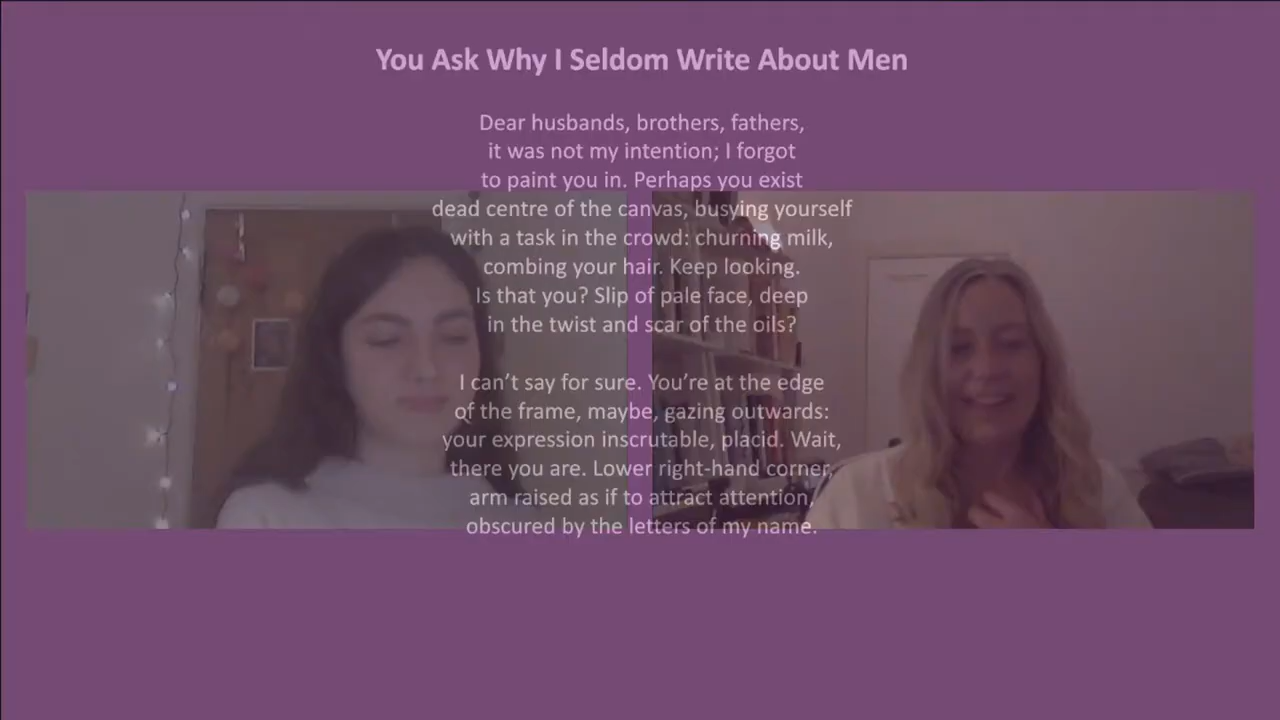 You Ask Why I Seldom Write About Men
Dear husbands, brothers, fathers,
it was not my intention; I forgot
to paint you in. Perhaps you exist
dead centre of the canvas, busying yourself
with a task in the crowd: churning milk,
combing your hair. Keep looking.
Is that you? Slip of pale face, deep
in the twist and scar of the oils?
I can’t say for sure. You’re at the edge
of the frame, maybe, gazing outwards:
your expression inscrutable, placid. Wait,
there you are. Lower right-hand corner,
arm raised as if to attract attention,
obscured by the letters of my name.